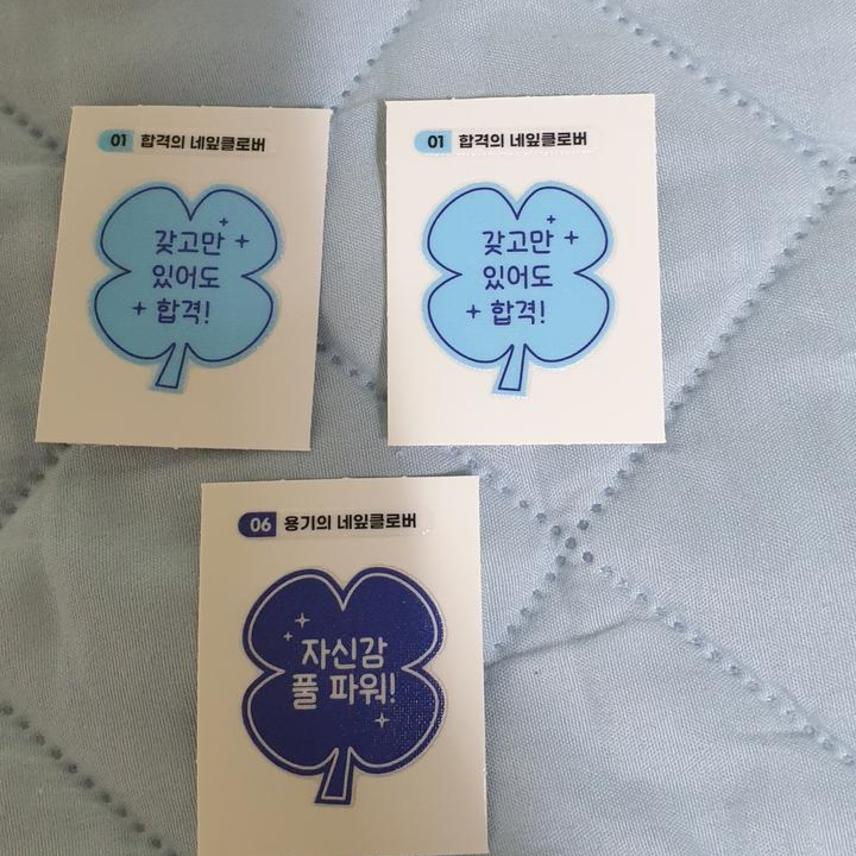 01 합격의 네잎클로버
갖고만
있어도
합격!
01 합격의 네잎클로버
갖고만
있어도
합격!
06 용기의 네잎클로버
자신감
풀 파워!